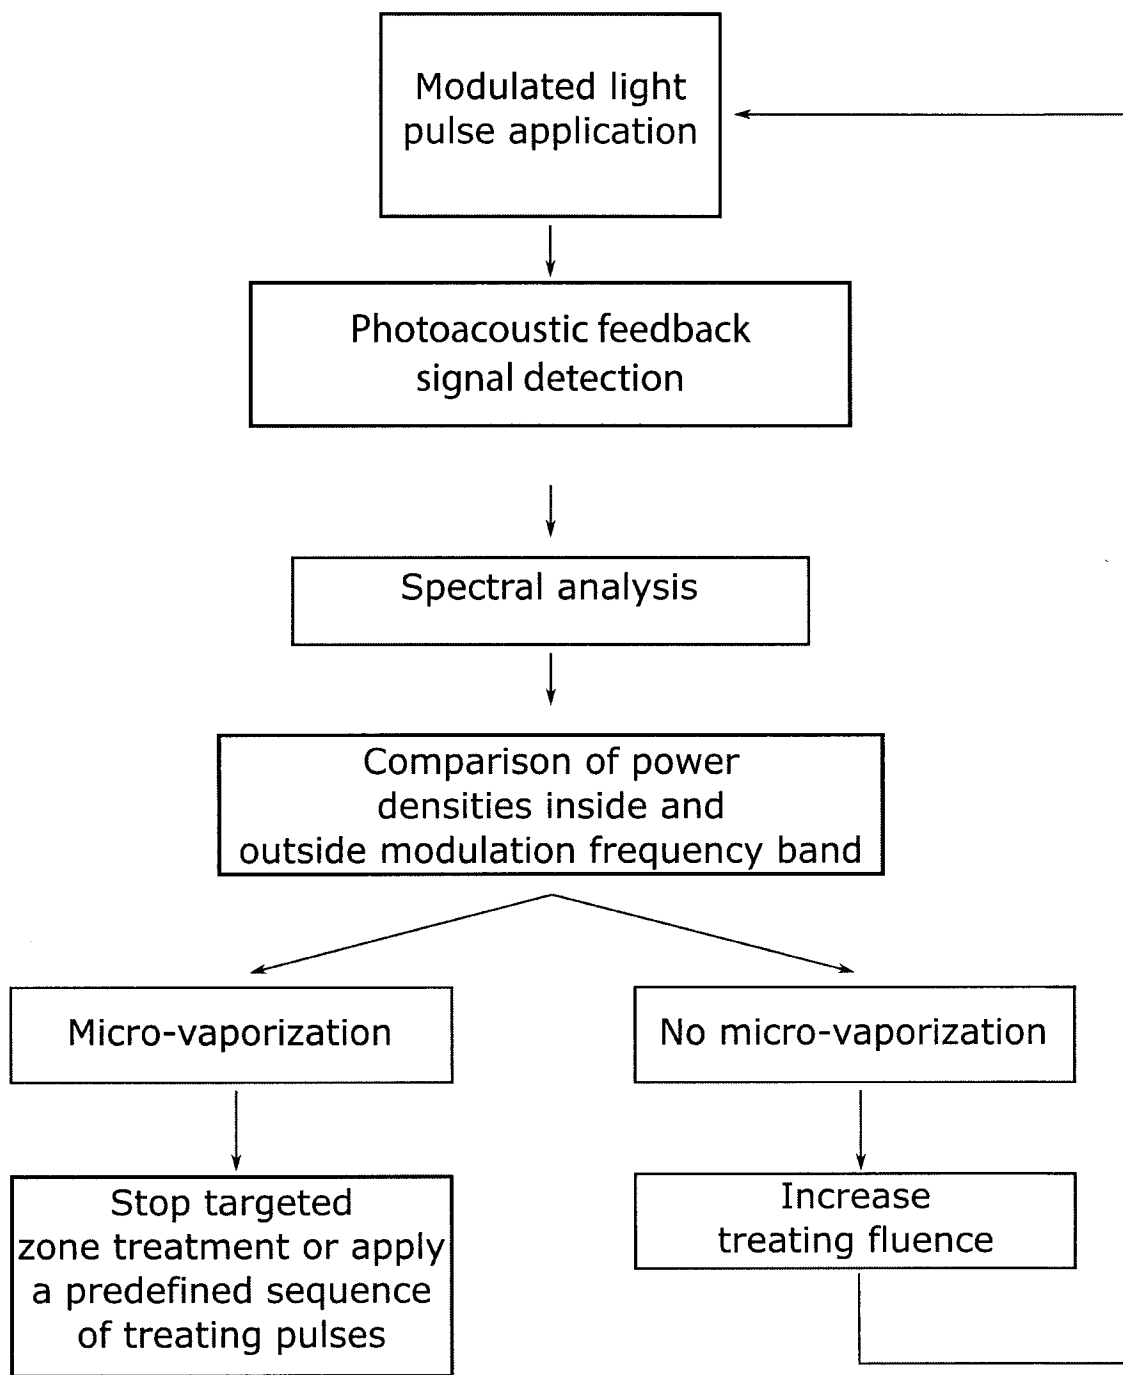 Modulated light
pulse application
Photoacoustic feedback
signal detection
Spectral analysis
Comparison of power
densities inside and
outside modulation frequency band
Micro-vaporization
No micro-vaporization
Stop targeted
zone treatment or apply
a predefined sequence
of treating pulses
Increase
treating fluence